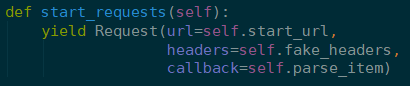 def start_requests(self):
    yield Request(url=self.start_url,
                  headers=self.fake_headers,
                  callback=self.parse_item)